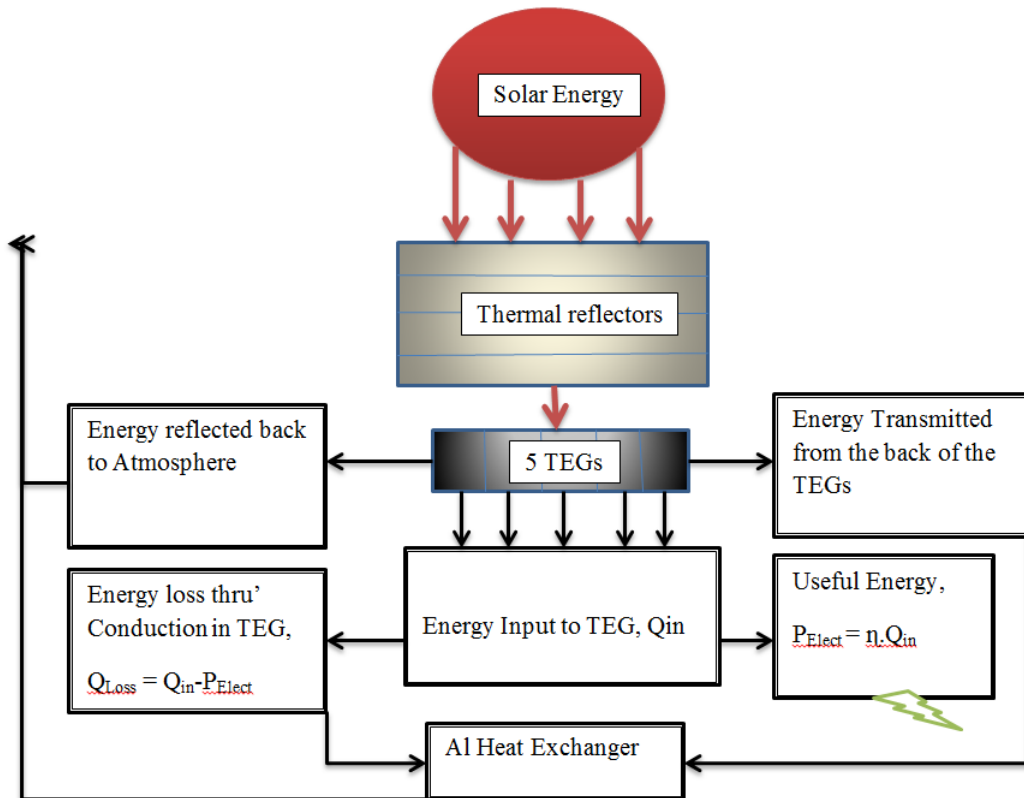 Solar Energy
Thermal reflectors
Energy reflected back
to Atmosphere
5 TEGs
Energy Transmitted
from the back of the
TEGs
Energy loss thru’
Conduction in TEG,
QLoss = Qin-PElect
Energy Input to TEG, Qin
Useful Energy,
PElect = η.Qin
Al Heat Exchanger